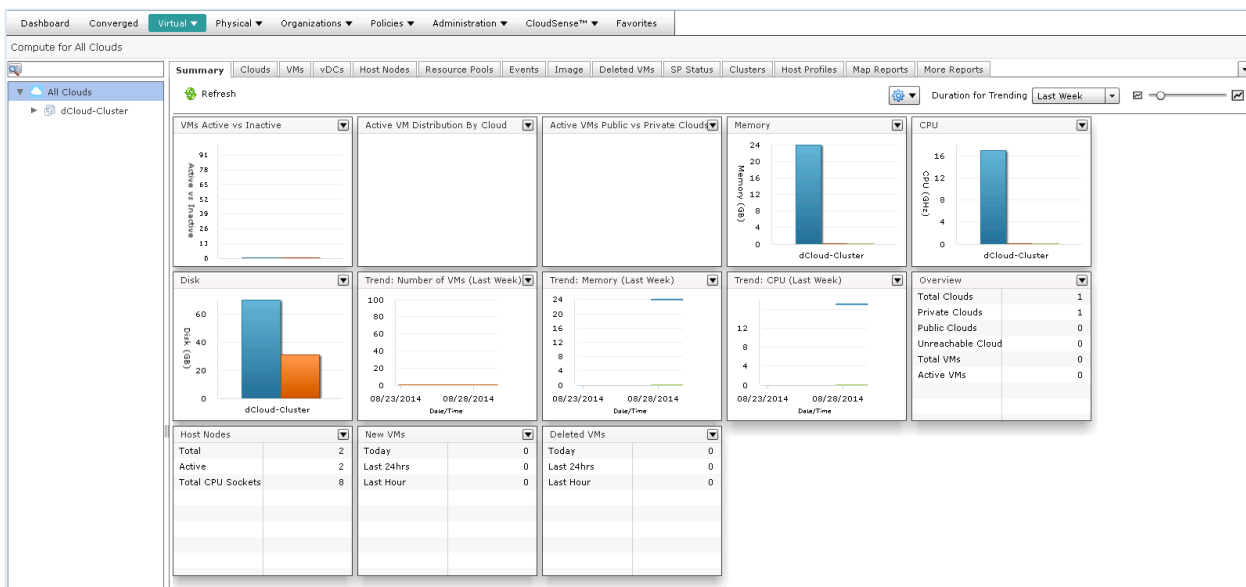 Dashboard Converged Virtual ▼ Physical ▼ Organizations ▼ Policies ▼ Administration ▼ CloudSense™ ▼ Favorites
Compute for All Clouds
Summary Clouds VMs vDCs Host Nodes Resource Pools Events Image Deleted VMs SP Status Clusters Host Profiles Map Reports More Reports
All Clouds
dCloud-Cluster
Refresh
Duration for Trending Last Week
VMs Active vs Inactive
Active vs Inactive
91
78
65
52
39
26
13
0
Active VM Distribution By Cloud
Active VMs Public vs Private Clouds
Memory
Memory (GB)
24
20
16
12
8
4
0
dCloud-Cluster
CPU
CPU (GHz)
16
12
8
4
0
dCloud-Cluster
Disk
Disk (GB)
60
40
20
0
dCloud-Cluster
Trend: Number of VMs (Last Week)
100
80
60
40
20
0
08/23/2014 08/28/2014
Date/Time
Trend: Memory (Last Week)
24
20
16
12
8
4
0
08/23/2014 08/28/2014
Date/Time
Trend: CPU (Last Week)
12
8
4
0
08/23/2014 08/28/2014
Date/Time
Overview
Total Clouds 1
Private Clouds 1
Public Clouds 0
Unreachable Cloud 0
Total VMs 0
Active VMs 0
Host Nodes
Total 2
Active 2
Total CPU Sockets 8
New VMs
Today 0
Last 24hrs 0
Last Hour 0
Deleted VMs
Today 0
Last 24hrs 0
Last Hour 0